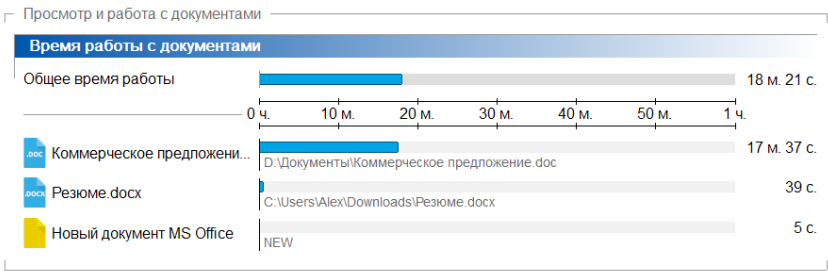 Просмотр и работа с документами
Время работы с документами
Общее время работы 18 м. 21 с.
0 ч. 10 м. 20 м. 30 м. 40 м. 50 м. 1 ч.
.DOC Коммерческое предложени... 17 м. 37 с.
D:\Документы\Коммерческое предложение.doc
.DOCX Резюме.docx 39 с.
C:\Users\Alex\Downloads\Резюме.docx
Новый документ MS Office 5 с.
NEW